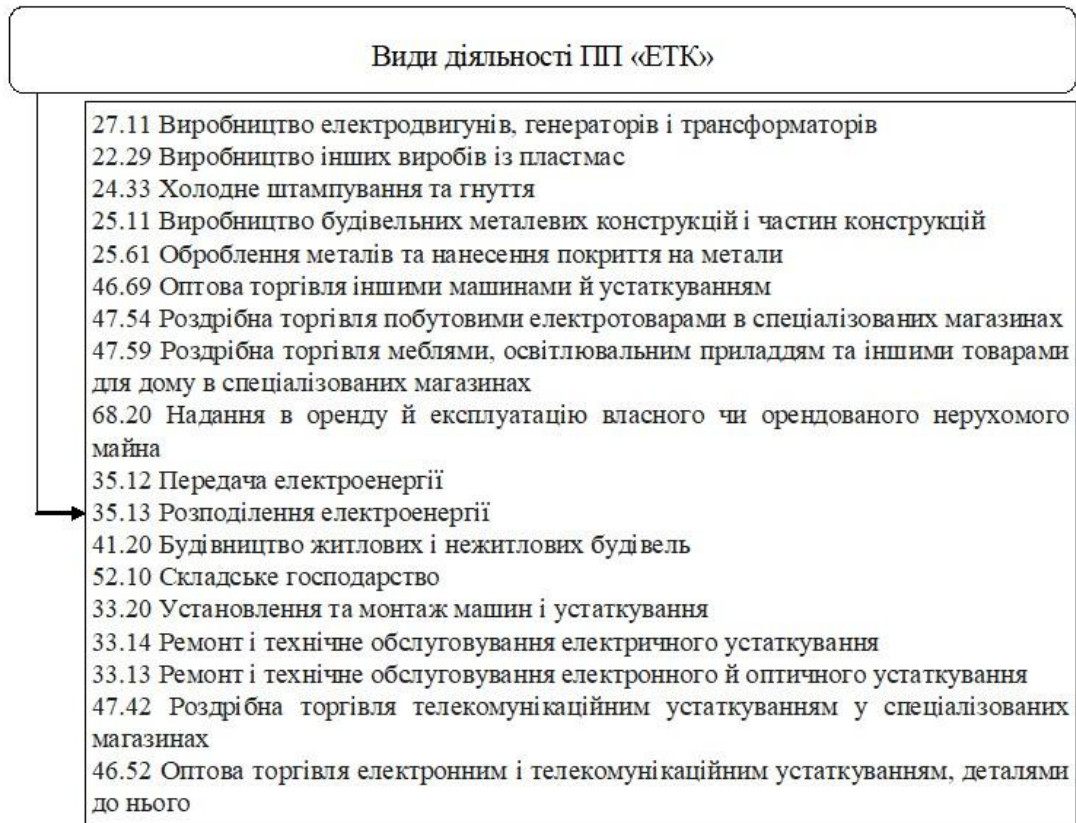 Види діяльності ПП «ЕТК»
27.11 Виробництво електродвигунів, генераторів і трансформаторів
22.29 Виробництво інших виробів із пластмас
24.33 Холодне штампування та гнуття
25.11 Виробництво будівельних металевих конструкцій і частин конструкцій
25.61 Оброблення металів та нанесення покриття на метали
46.69 Оптова торгівля іншими машинами й устаткуванням
47.54 Роздрібна торгівля побутовими електротоварами в спеціалізованих магазинах
47.59 Роздрібна торгівля меблями, освітлювальним приладдям та іншими товарами
для дому в спеціалізованих магазинах
68.20 Надання в оренду й експлуатацію власного чи орендованого нерухомого
майна
35.12 Передача електроенергії
35.13 Розподілення електроенергії
41.20 Будівництво житлових і нежитлових будівель
52.10 Складське господарство
33.20 Установлення та монтаж машин і устаткування
33.14 Ремонт і технічне обслуговування електричного устаткування
33.13 Ремонт і технічне обслуговування електронного й оптичного устаткування
47.42 Роздрібна торгівля телекомунікаційним устаткуванням у спеціалізованих
магазинах
46.52 Оптова торгівля електронним і телекомунікаційним устаткуванням, деталями
до нього